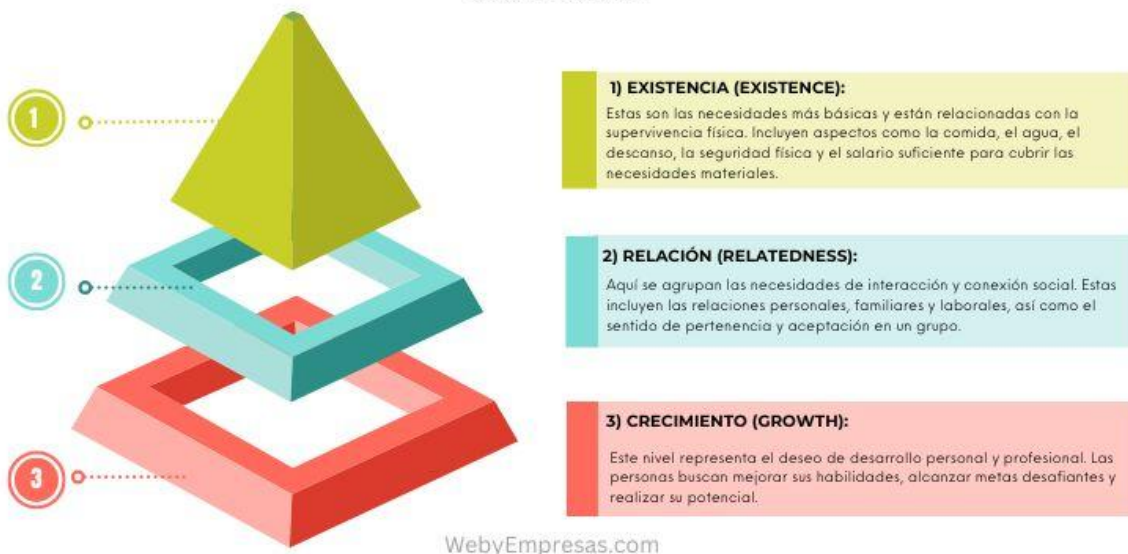 1
1) EXISTENCIA (EXISTENCE):
Estas son las necesidades más básicas y están relacionadas con la
supervivencia física. Incluyen aspectos como la comida, el agua, el
descanso, la seguridad física y el salario suficiente para cubrir las
necesidades materiales.
2
2) RELACIÓN (RELATEDNESS):
Aquí se agrupan las necesidades de interacción y conexión social. Estas
incluyen las relaciones personales, familiares y laborales, así como el
sentido de pertenencia y aceptación en un grupo.
3
3) CRECIMIENTO (GROWTH):
Este nivel representa el deseo de desarrollo personal y profesional. Las
personas buscan mejorar sus habilidades, alcanzar metas desafiantes y
realizar su potencial.
WebyEmpresas.com